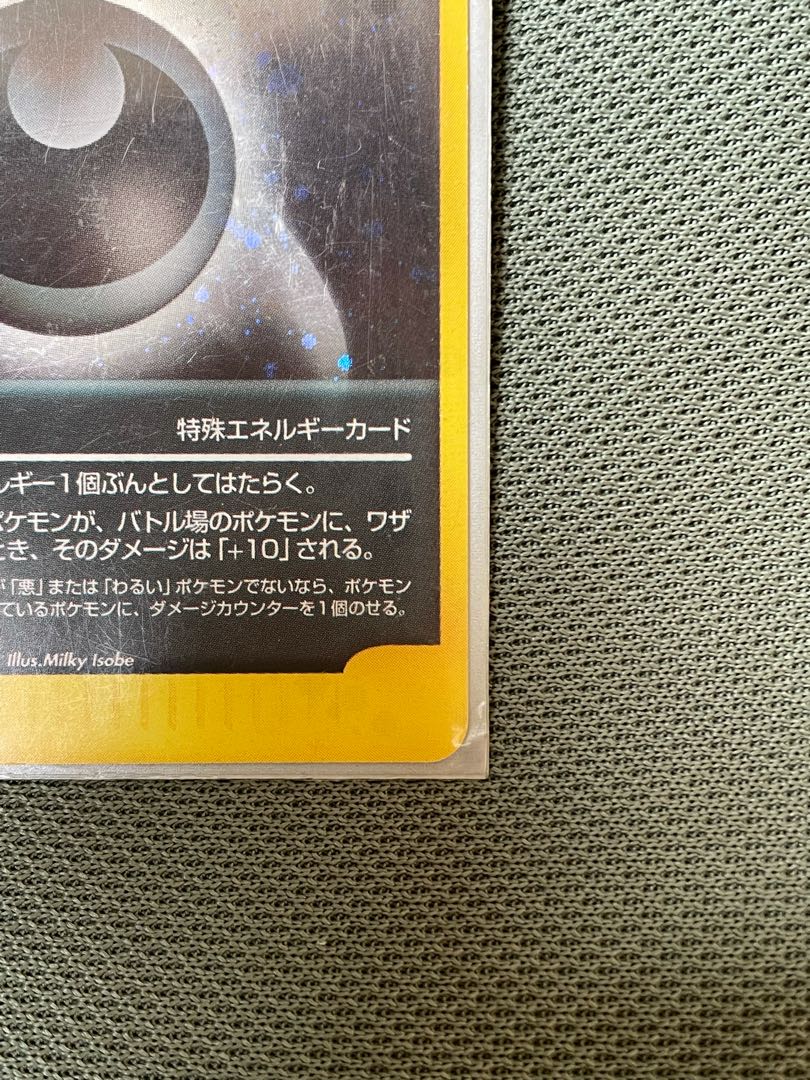 特殊エネルギーカード
ルギー1個ぶんとしてはたらく。
ポケモンが、バトル場のポケモンに、ワザ
とき、そのダメージは「+10」される。
が「悪」または「わるい」ポケモンでないなら、ポケモン
ているポケモンに、ダメージカウンターを1個のせる。
Illus.Milky Isobe